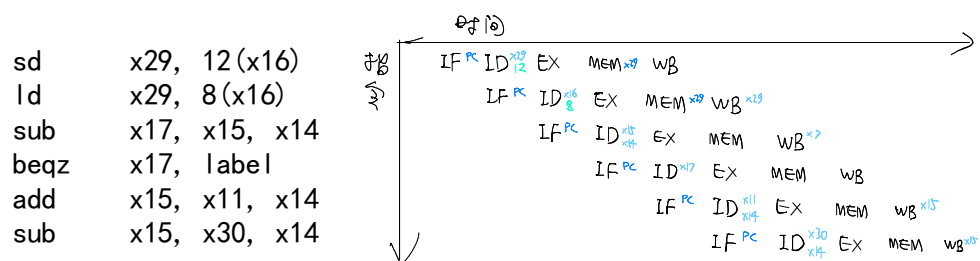 时间
sd x29, 12(x16)
ld x29, 8(x16)
sub x17, x15, x14
beqz x17, label
add x15, x11, x14
sub x15, x30, x14
指令
IF PC ID x29 12 EX MEM x29 WB
IF PC ID x16 8 EX MEM x29 WB x29
IF PC ID x15 x14 EX MEM WB x7
IF PC ID x17 EX MEM WB
IF PC ID x11 x14 EX MEM WB x15
IF PC ID x30 x14 EX MEM WB x15